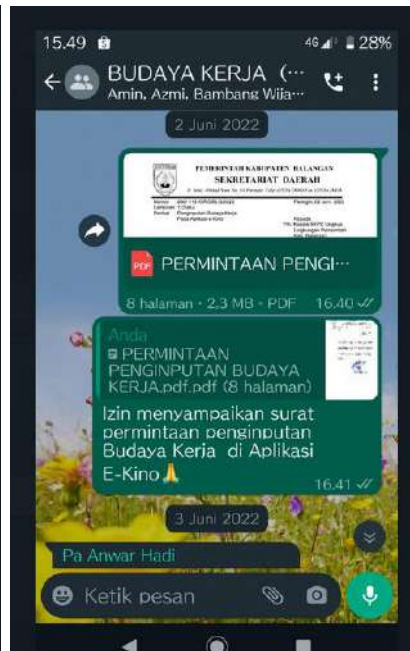 15.49 4G 28%
BUDAYA KERJA (...
Amin, Azmi, Bambang Wija...
2 Juni 2022
PEMERINTAH KABUPATEN BALANGAN
SEKRETARIAT DAERAH
PDF PERMINTAAN PENGI...
8 halaman • 2,3 MB • PDF 16.40
Anda
PERMINTAAN
PENGINPUTAN BUDAYA
KERJA.pdf.pdf (8 halaman)
Izin menyampaikan surat
permintaan penginputan
Budaya Kerja di Aplikasi
E-Kino🙏
16.41
3 Juni 2022
Pa Anwar Hadi
Ketik pesan